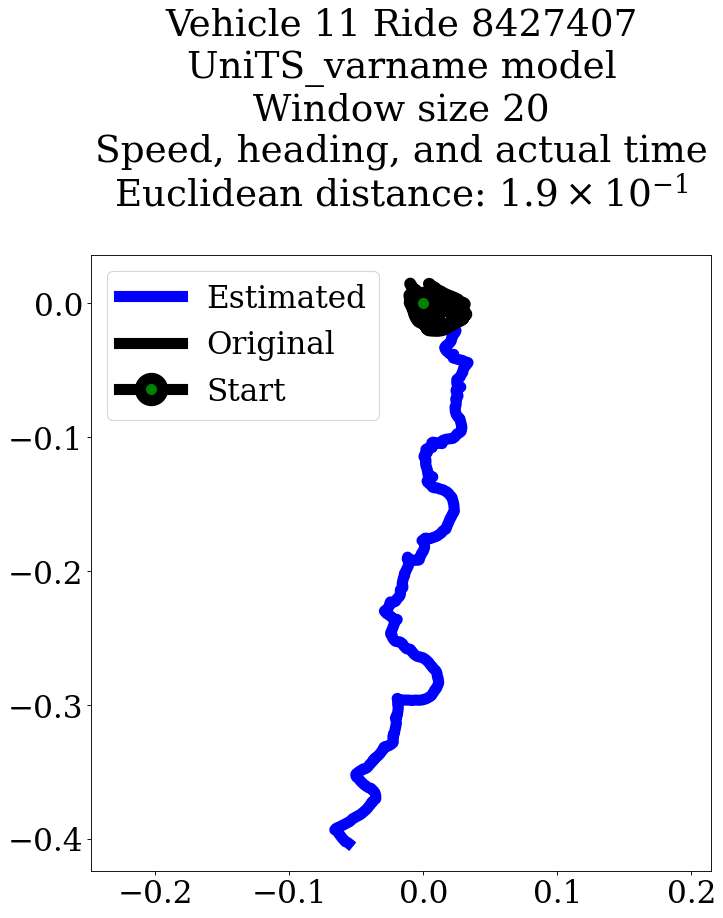 Vehicle 11 Ride 8427407
UniTS_varname model
Window size 20
Speed, heading, and actual time
Euclidean distance: 1.9 × 10⁻¹
Estimated
Original
Start
0.0
−0.1
−0.2
−0.3
−0.4
−0.2 −0.1 0.0 0.1 0.2